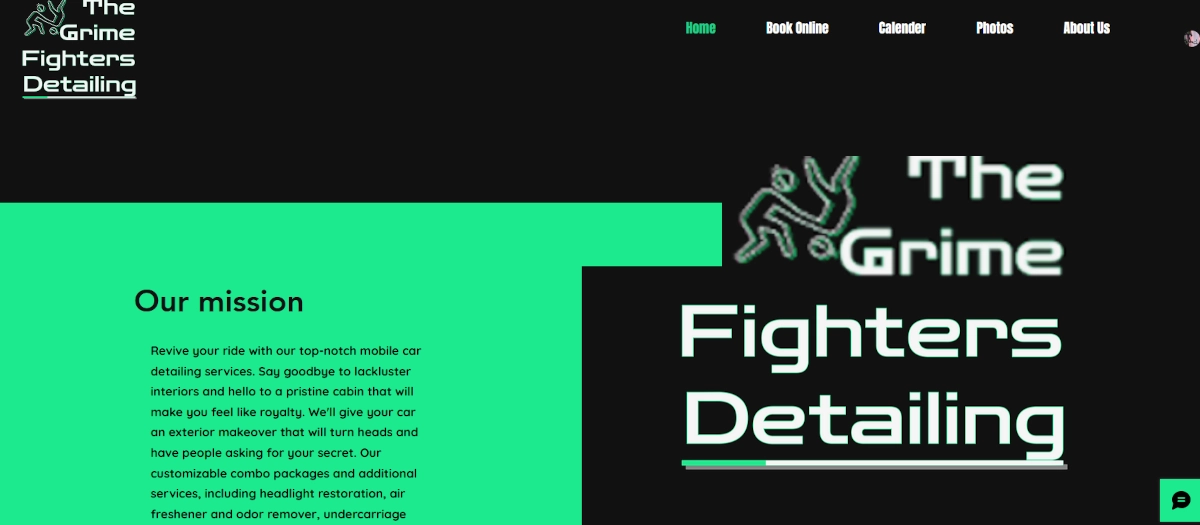 The
Grime
Fighters
Detailing
Home Book Online Calender Photos About Us
The
Grime
Fighters
Detailing
Our mission
Revive your ride with our top-notch mobile car
detailing services. Say goodbye to lackluster
interiors and hello to a pristine cabin that will
make you feel like royalty. We'll give your car
an exterior makeover that will turn heads and
have people asking for your secret. Our
customizable combo packages and additional
services, including headlight restoration, air
freshener and odor remover, undercarriage